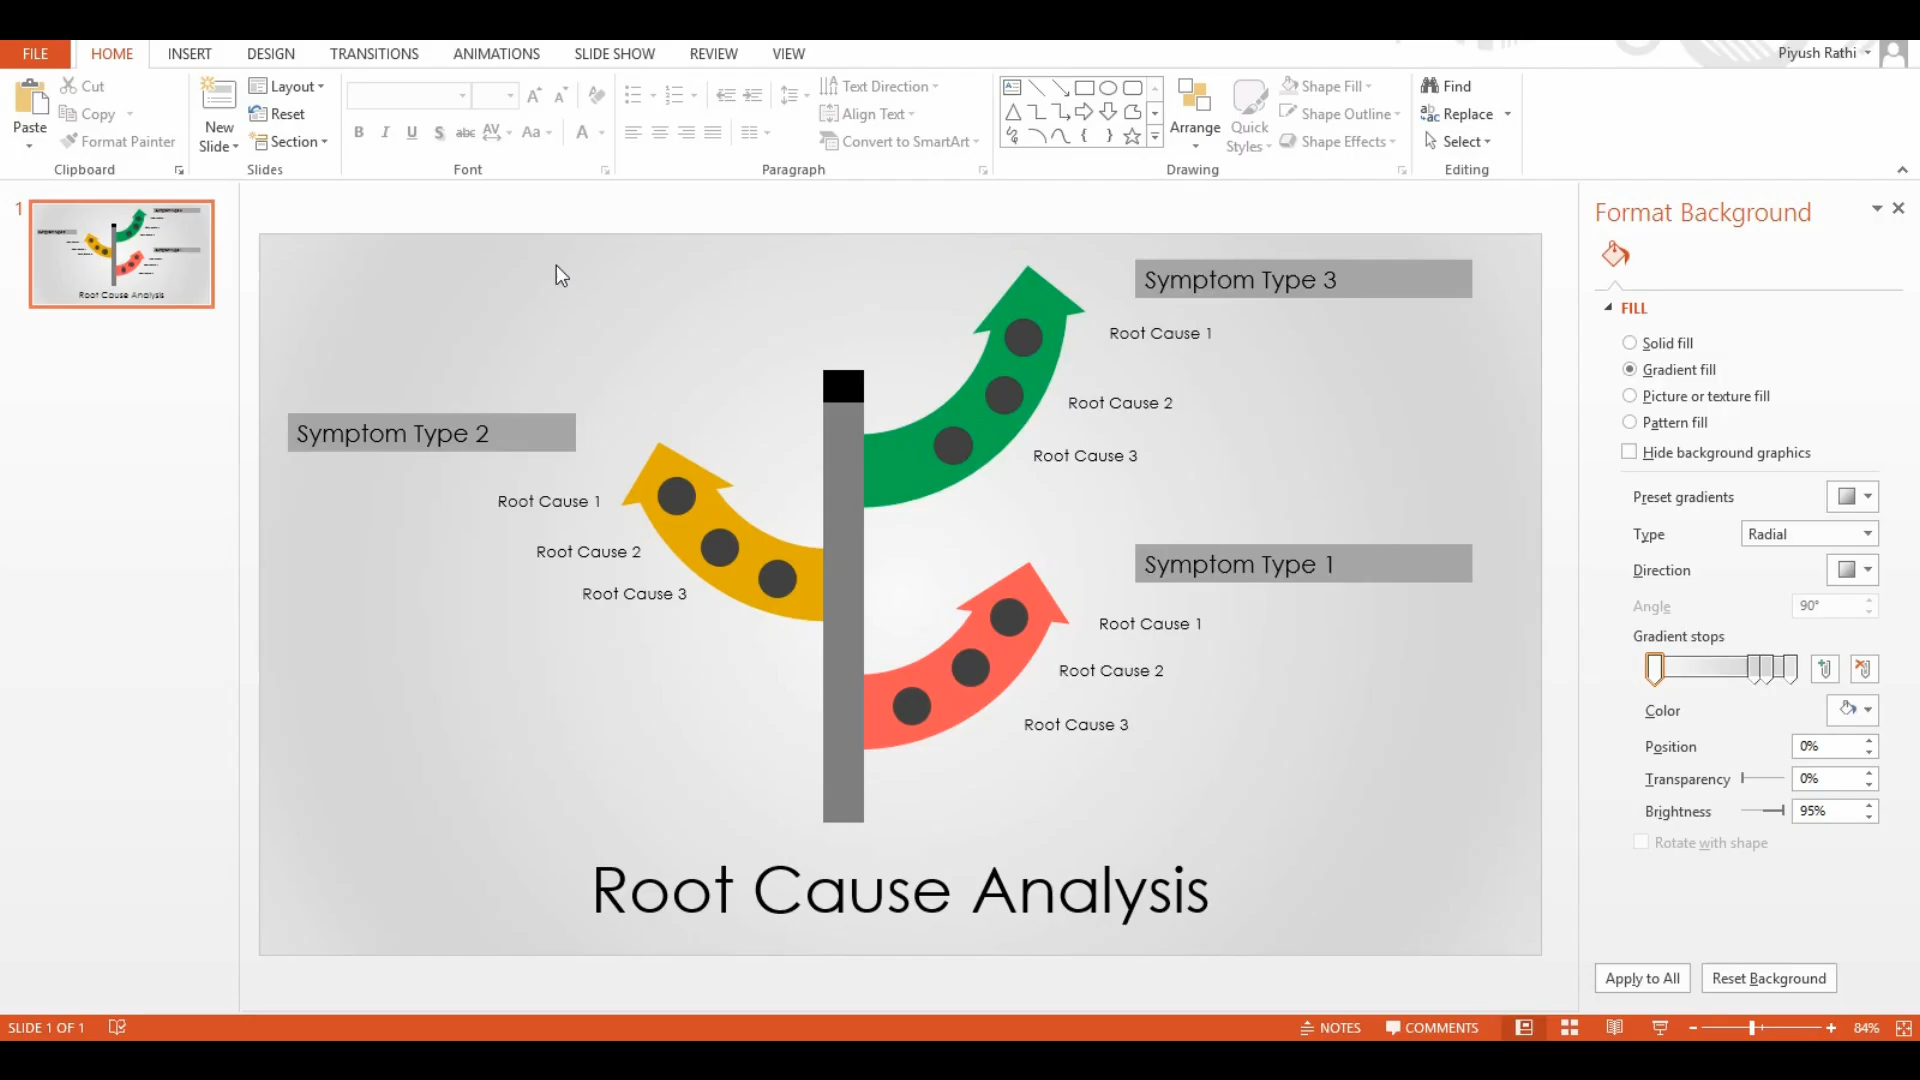 FILE HOME INSERT DESIGN TRANSITIONS ANIMATIONS SLIDE SHOW REVIEW VIEW Piyush Rathi
Cut
Copy
Format Painter
Paste
Clipboard
New
Slide
Layout
Reset
Section
Slides
B I U S abc AV Aa A
Font
Text Direction
Align Text
Convert to SmartArt
Paragraph
Arrange
Quick
Styles
Shape Fill
Shape Outline
Shape Effects
Drawing
Find
Replace
Select
Editing
1
Root Cause Analysis
Symptom Type 3
Root Cause 1
Root Cause 2
Root Cause 3
Symptom Type 2
Root Cause 1
Root Cause 2
Root Cause 3
Symptom Type 1
Root Cause 1
Root Cause 2
Root Cause 3
Root Cause Analysis
Format Background
FILL
Solid fill
Gradient fill
Picture or texture fill
Pattern fill
Hide background graphics
Preset gradients
Type Radial
Direction
Angle 90°
Gradient stops
Color
Position 0%
Transparency 0%
Brightness 95%
Rotate with shape
Apply to All Reset Background
SLIDE 1 OF 1 NOTES COMMENTS 84%